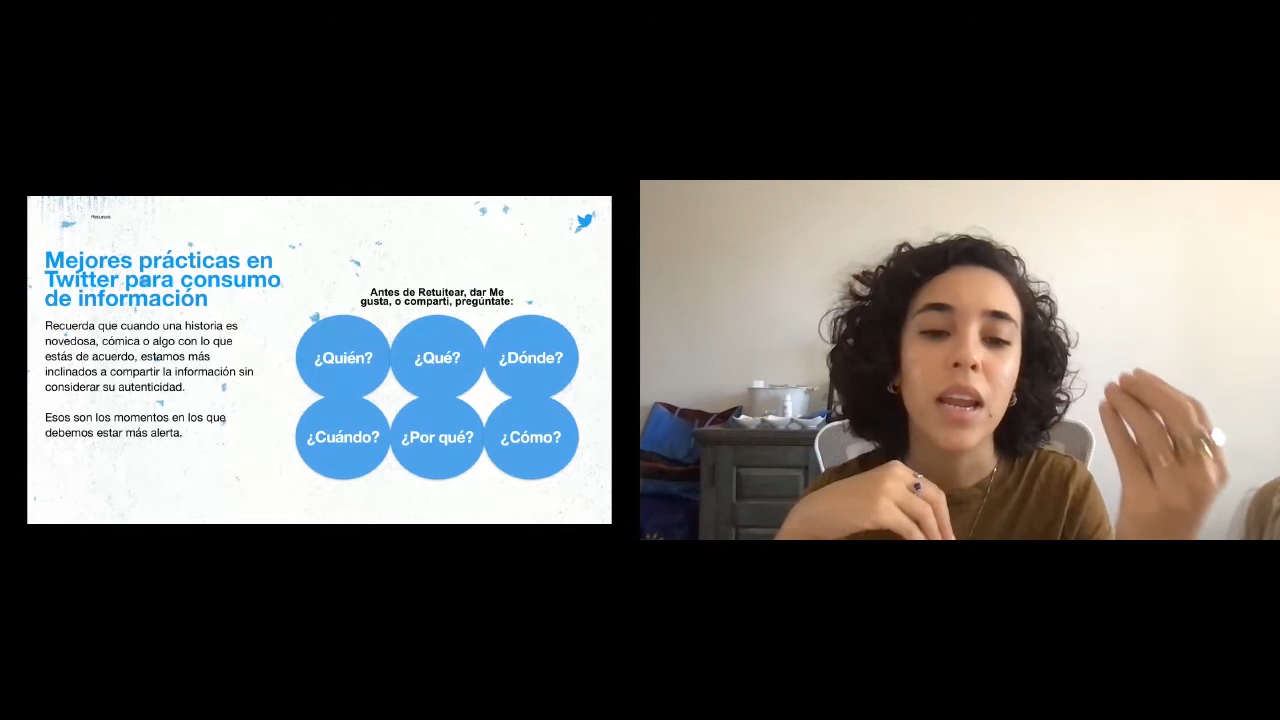 Recursos
Mejores prácticas en
Twitter para consumo
de información
Recuerda que cuando una historia es
novedosa, cómica o algo con lo que
estás de acuerdo, estamos más
inclinados a compartir la información sin
considerar su autenticidad.
Esos son los momentos en los que
debemos estar más alerta.
Antes de Retuitear, dar Me
gusta, o comparti, pregúntate:
¿Quién? ¿Qué? ¿Dónde?
¿Cuándo? ¿Por qué? ¿Cómo?